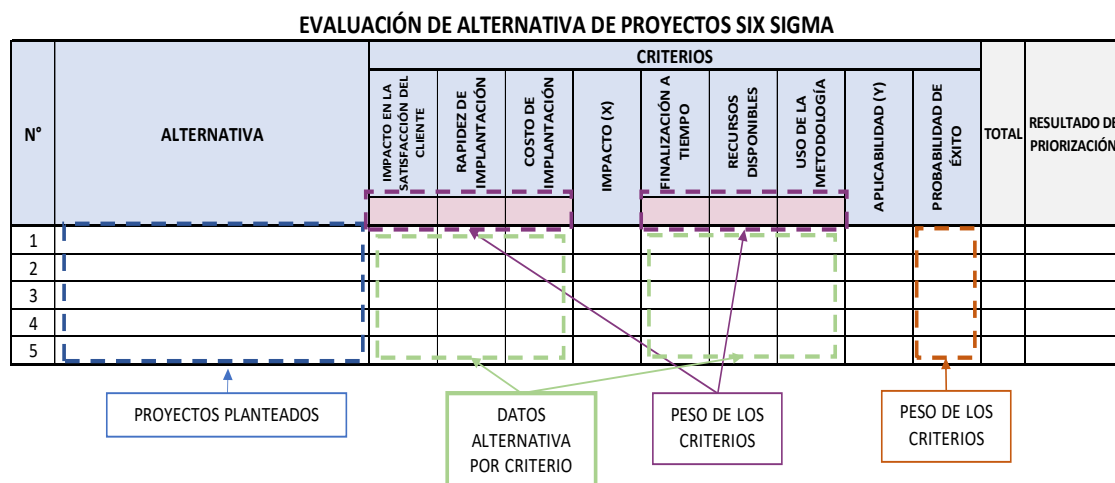 EVALUACIÓN DE ALTERNATIVA DE PROYECTOS SIX SIGMA
N°
ALTERNATIVA
CRITERIOS
IMPACTO EN LA
SATISFACCIÓN DEL
CLIENTE
RAPIDEZ DE
IMPLANTACIÓN
COSTO DE
IMPLANTACIÓN
IMPACTO (X)
FINALIZACIÓN A
TIEMPO
RECURSOS
DISPONIBLES
USO DE LA
METODOLOGÍA
APLICABILIDAD (Y)
PROBABILIDAD DE
ÉXITO
TOTAL
RESULTADO DE
PRIORIZACIÓN
1
2
3
4
5
PROYECTOS PLANTEADOS
DATOS
ALTERNATIVA
POR CRITERIO
PESO DE LOS
CRITERIOS
PESO DE LOS
CRITERIOS